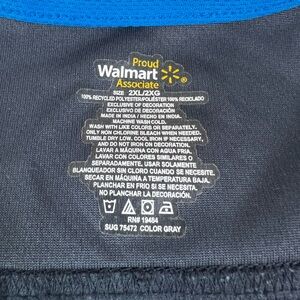 Proud
Walmart
Associate
SIZE 2XL/2XG
100% RECYCLED POLYESTER/POLIÉSTER 100% RECICLADO
EXCLUSIVE OF DECORATION
EXCLUSIVO DE DECORACIÓN
MADE IN INDIA / HECHO EN INDIA.
MACHINE WASH COLD.
WASH WITH LIKE COLORS OR SEPARATELY.
ONLY NON CHLORINE BLEACH WHEN NEEDED.
TUMBLE DRY LOW. COOL IRON IF NECESSARY,
AND DO NOT IRON ON DECORATION.
LAVAR A MÁQUINA CON AGUA FRIA.
LAVAR CON COLORES SIMILARES O
SEPARADAMENTE. USAR SOLAMENTE
BLANQUEADOR SIN CLORO CUANDO SE NECESITE.
SECAR EN MÁQUINA A TEMPERATURA BAJA.
PLANCHAR EN FRIO SI SE NECESITA.
NO PLANCHAR LA DECORACIÓN.
RN# 19484
SUG 75472 COLOR GRAY